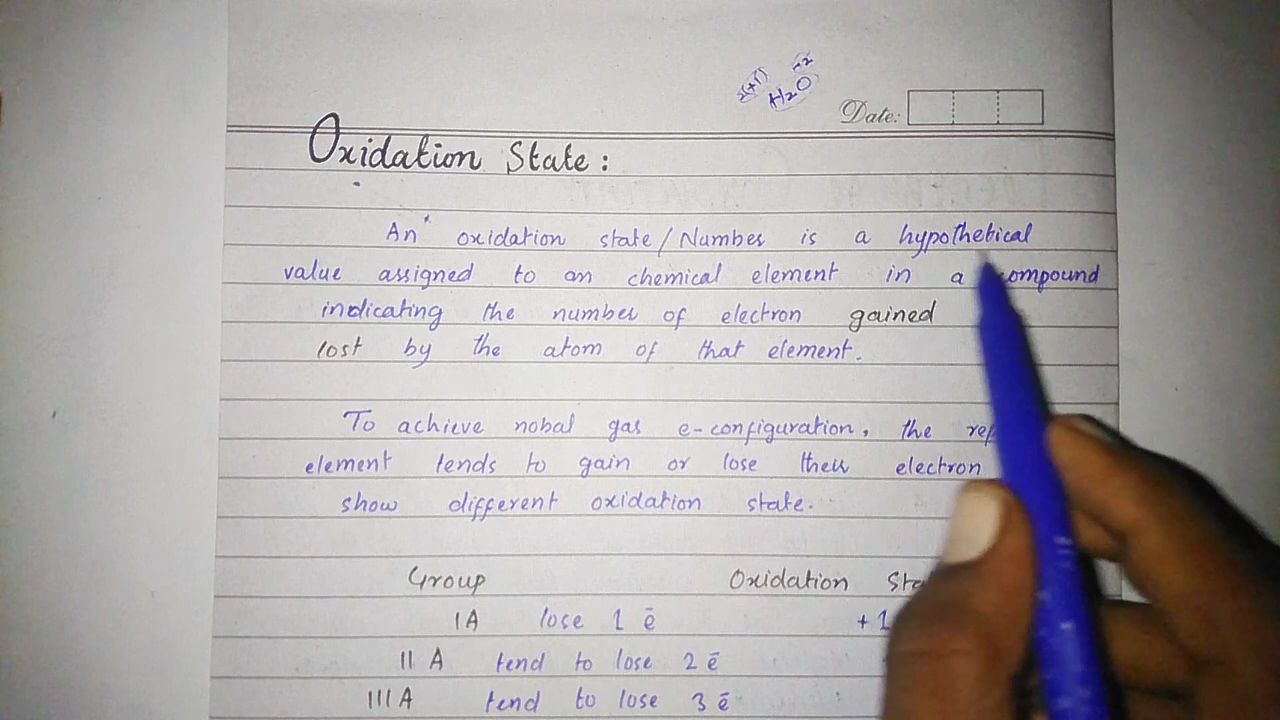 2(+1) -2
H2O
Date:
Oxidation State:
An oxidation state/Number is a hypothetical
value assigned to an chemical element in a compound
indicating the number of electron gained
lost by the atom of that element.
To achieve nobal gas e-configuration, the
element tends to gain or lose their electron
show different oxidation state.
Group Oxidation
IA lose 1 ē +1
II A tend to lose 2 ē
III A tend to lose 3 ē